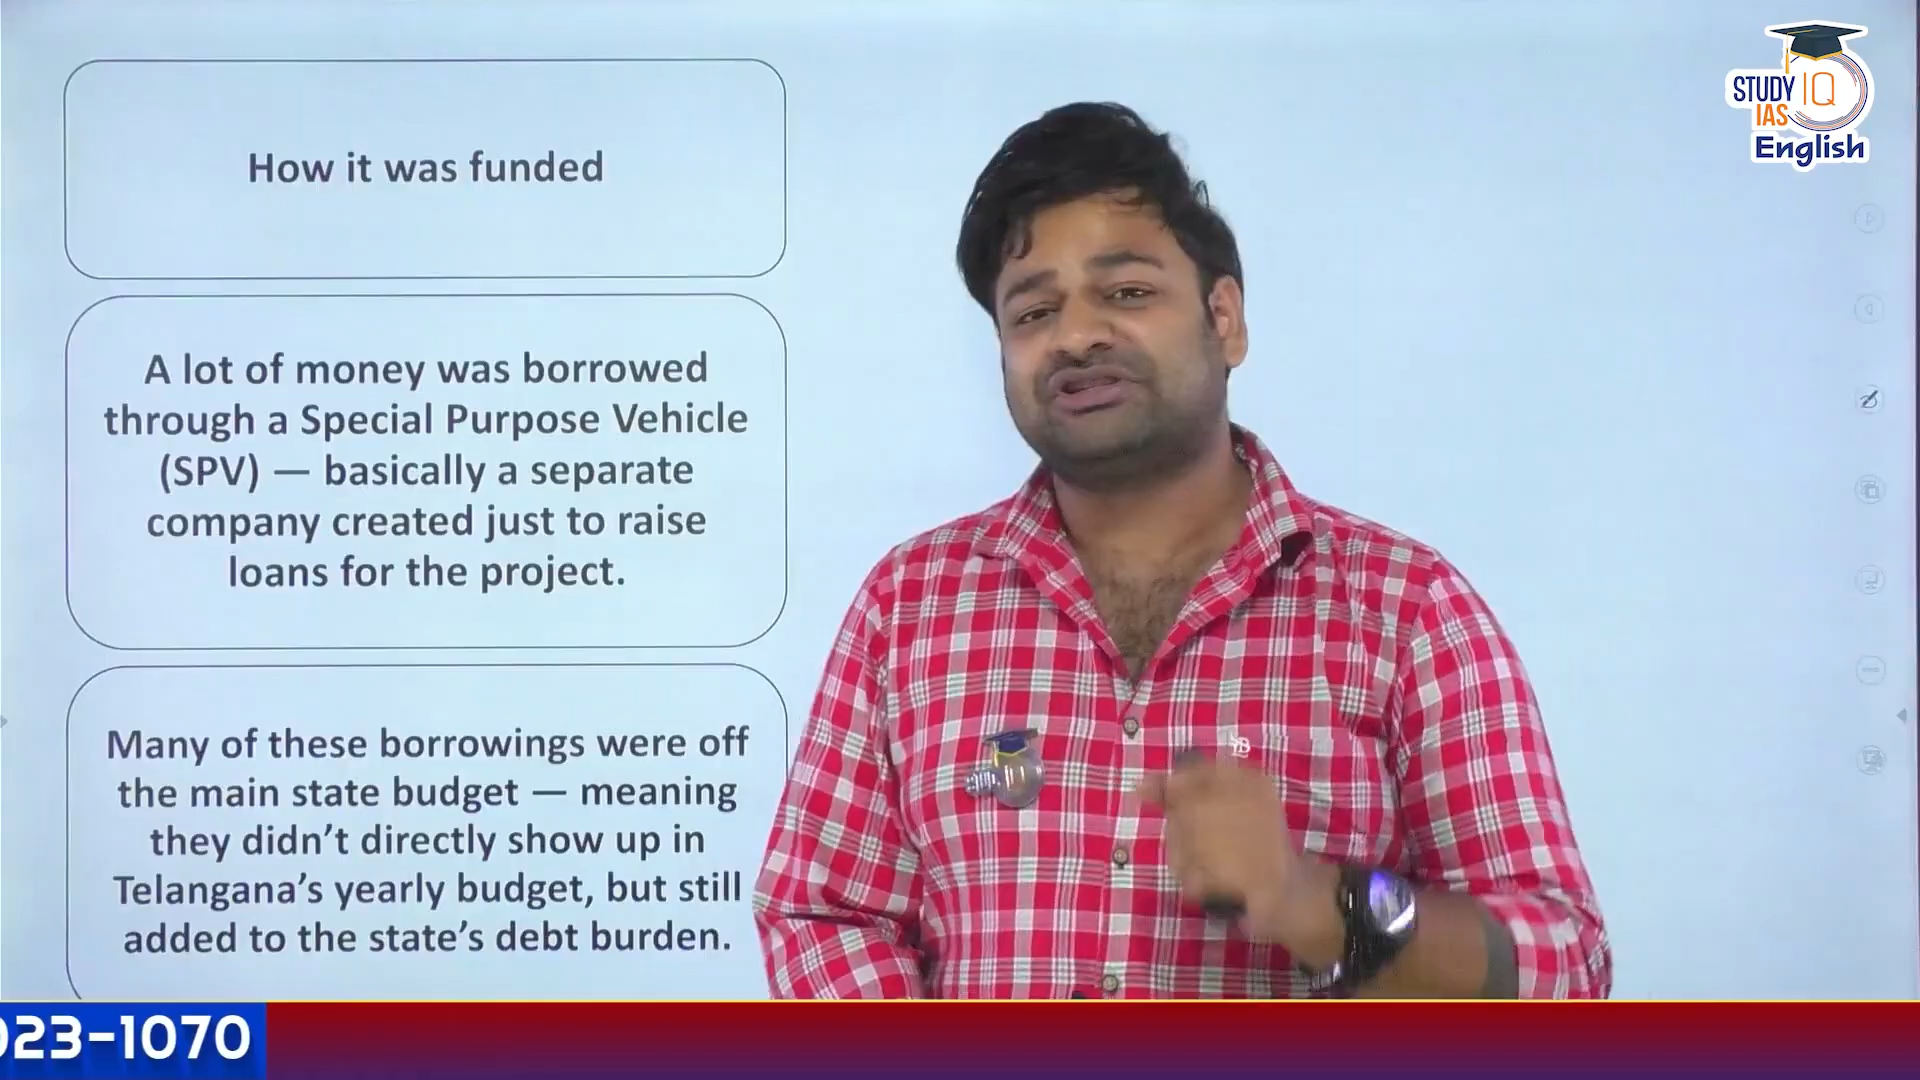 How it was funded
A lot of money was borrowed
through a Special Purpose Vehicle
(SPV) — basically a separate
company created just to raise
loans for the project.
Many of these borrowings were off
the main state budget — meaning
they didn’t directly show up in
Telangana’s yearly budget, but still
added to the state’s debt burden.
STUDY IQ
IAS
English
023-1070